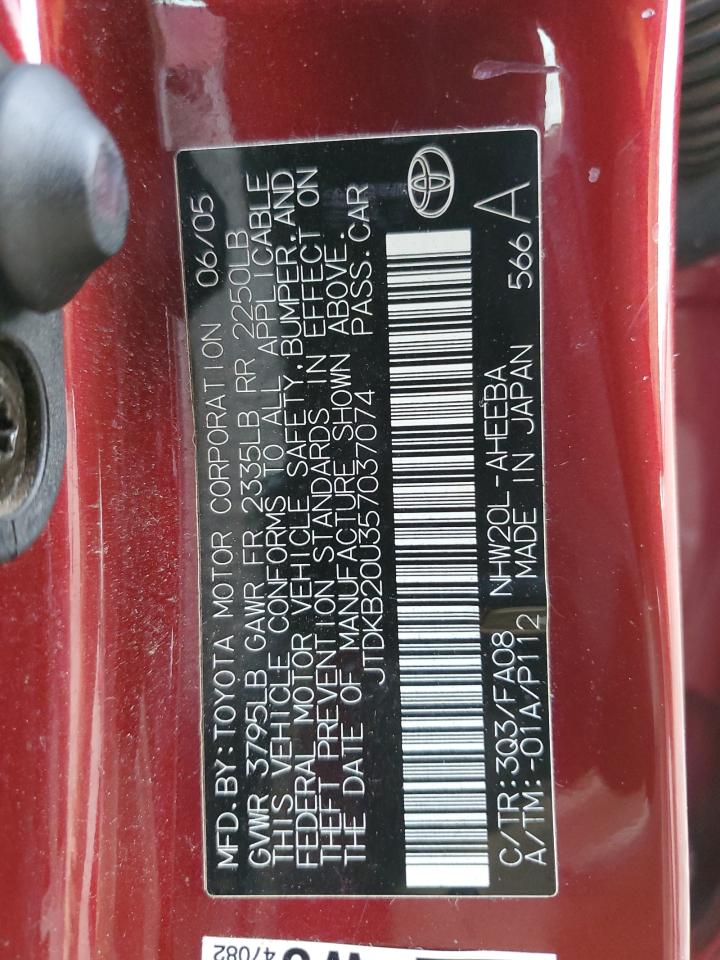 MFD.BY:TOYOTA MOTOR CORPORATION 06/05
GVWR 3795LB GAWR FR 2335LB RR 2250LB
THIS VEHICLE CONFORMS TO ALL APPLICABLE
FEDERAL MOTOR VEHICLE SAFETY,BUMPER,AND
THEFT PREVENTION STANDARDS IN EFFECT ON
THE DATE OF MANUFACTURE SHOWN ABOVE.
JTDKB20U357037074 PASS.CAR
C/TR:3Q3/FA08 NHW20L-AHEEBA 566
A/TM:-01A/P112 MADE IN JAPAN A
47082